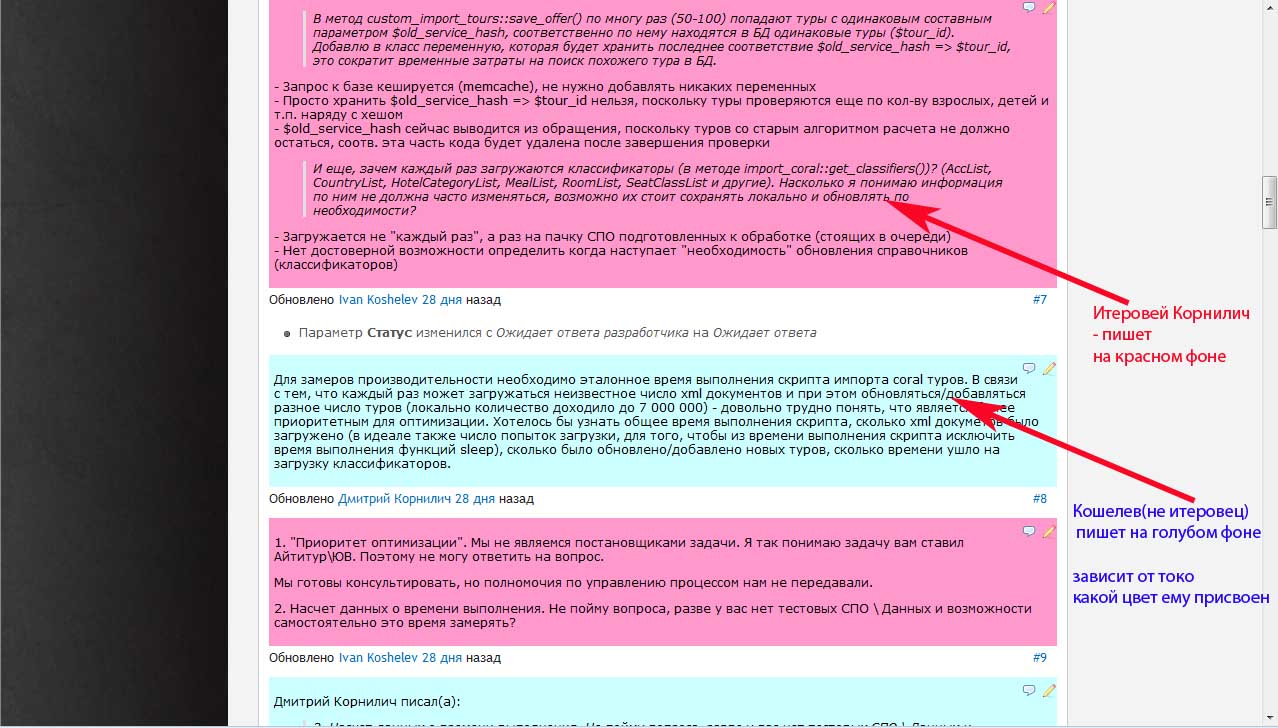 В метод custom_import_tours::save_offer() по многу раз (50-100) попадают туры с одинаковым составным
параметром $old_service_hash, соответственно по нему находятся в БД одинаковые туры ($tour_id).
Добавлю в класс переменную, которая будет хранить последнее соответствие $old_service_hash => $tour_id,
это сократит временные затраты на поиск похожего тура в БД.
- Запрос к базе кешируется (memcache), не нужно добавлять никаких переменных
- Просто хранить $old_service_hash => $tour_id нельзя, поскольку туры проверяются еще по кол-ву взрослых, детей и
т.п. наряду с хешом
- $old_service_hash сейчас выводится из обращения, поскольку туров со старым алгоритмом расчета не должно
остаться, соотв. эта часть кода будет удалена после завершения проверки
И еще, зачем каждый раз загружаются классификаторы (в методе import_coral::get_classifiers())? (AccList,
CountryList, HotelCategoryList, MealList, RoomList, SeatClassList и другие). Насколько я понимаю информация
по ним не должна часто изменяться, возможно их стоит сохранять локально и обновлять по
необходимости?
- Загружается не "каждый раз", а раз на пачку СПО подготовленных к обработке (стоящих в очереди)
- Нет достоверной возможности определить когда наступает "необходимость" обновления справочников
(классификаторов)
Обновлено Ivan Koshelev 28 дня назад #7
Параметр Статус изменился с Ожидает ответа разработчика на Ожидает ответа
Итеровей Корнилич
- пишет
на красном фоне
Для замеров производительности необходимо эталонное время выполнения скрипта импорта coral туров. В связи
с тем, что каждый раз может загружаться неизвестное число xml документов и при этом обновляться/добавляться
разное число туров (локально количество доходило до 7 000 000) - довольно трудно понять, что является
приоритетным для оптимизации. Хотелось бы узнать общее время выполнения скрипта, сколько xml документов было
загружено (в идеале также число попыток загрузки, для того, чтобы из времени выполнения скрипта исключить
время выполнения функций sleep), сколько было обновлено/добавлено новых туров, сколько времени ушло на
загрузку классификаторов.
Обновлено Дмитрий Корнилич 28 дня назад #8
Кошелев(не итеровец)
пишет на голубом фоне
зависит от токо
какой цвет ему присвоен
1. "Приоритет оптимизации". Мы не являемся постановщиками задачи. Я так понимаю задачу вам ставил
Айтитур\ЮВ. Поэтому не могу ответить на вопрос.
Мы готовы консультировать, но полномочия по управлению процессом нам не передавали.
2. Насчет данных о времени выполнения. Не пойму вопроса, разве у вас нет тестовых СПО \ Данных и возможности
самостоятельно это время замерять?
Обновлено Ivan Koshelev 28 дня назад #9
Дмитрий Корнилич писал(а):